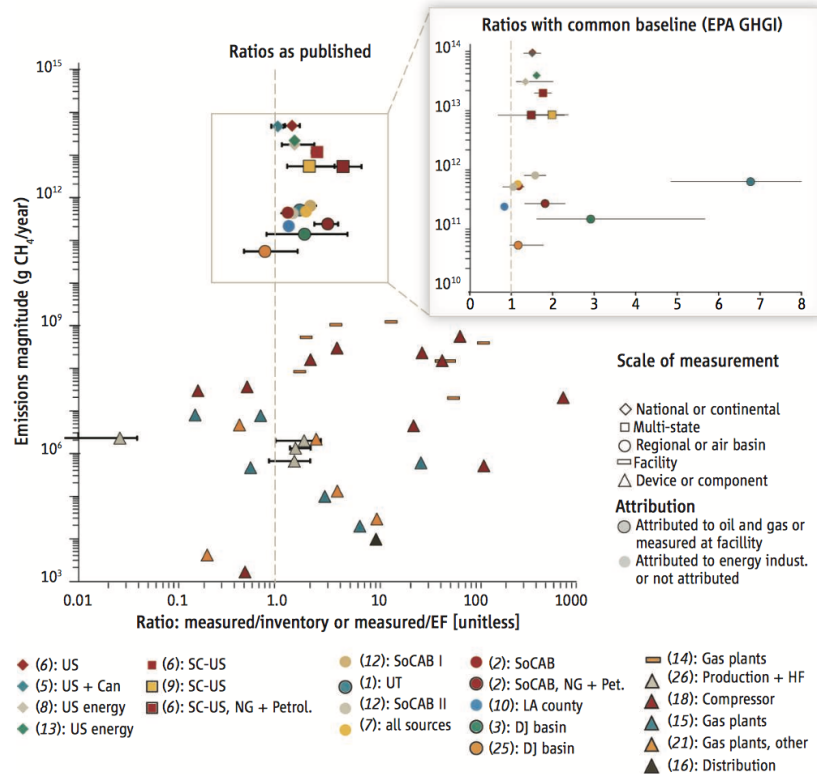 Ratios as published
Emissions magnitude (g CH4/year)
10^15
10^12
10^9
10^6
10^3
0.01 0.1 1.0 10 100 1000
Ratio: measured/inventory or measured/EF [unitless]
Ratios with common baseline (EPA GHGI)
10^14
10^13
10^12
10^11
10^10
0 1 2 3 4 5 6 7 8
Scale of measurement
National or continental
Multi-state
Regional or air basin
Facility
Device or component
Attribution
Attributed to oil and gas or
measured at facillity
Attributed to energy indust.
or not attributed
(6): US
(5): US + Can
(8): US energy
(13): US energy
(6): SC-US
(9): SC-US
(6): SC-US, NG + Petrol.
(12): SoCAB I
(1): UT
(12): SoCAB II
(7): all sources
(2): SoCAB
(2): SoCAB, NG + Pet.
(10): LA county
(3): DJ basin
(25): DJ basin
(14): Gas plants
(26): Production + HF
(18): Compressor
(15): Gas plants
(21): Gas plants, other
(16): Distribution